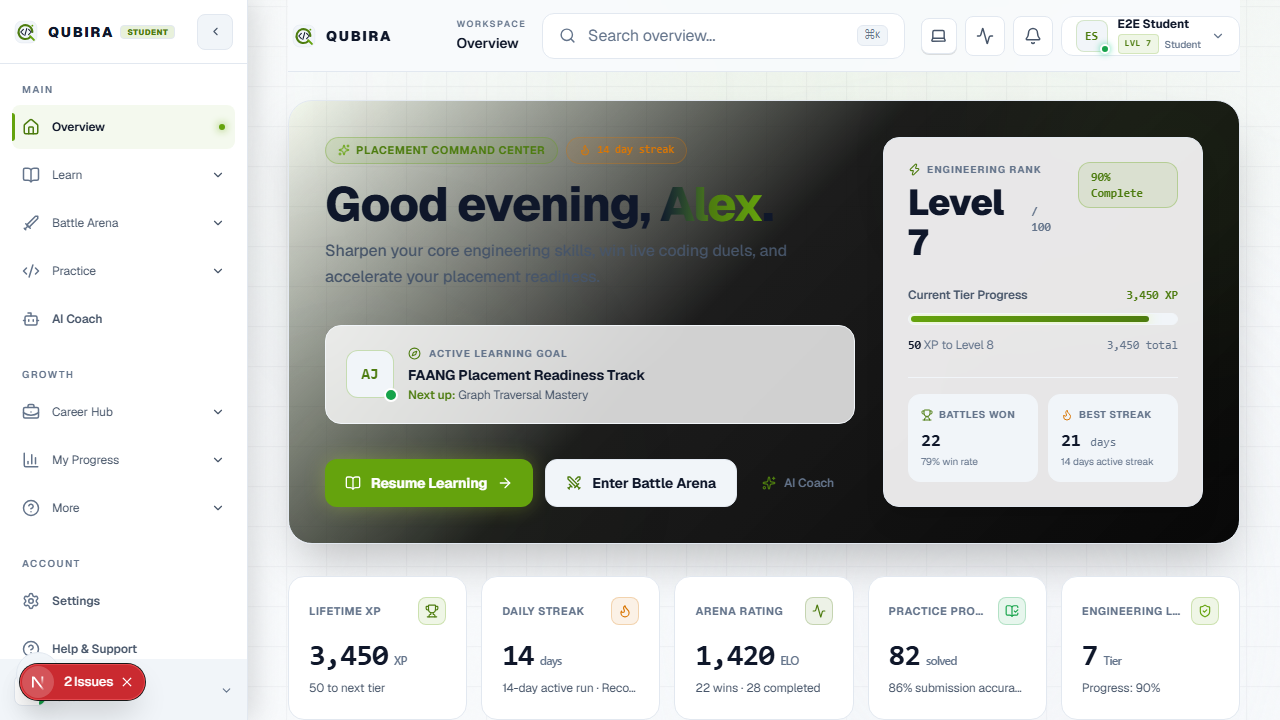 QUBIRA STUDENT
MAIN
Overview
Learn
Battle Arena
Practice
AI Coach
GROWTH
Career Hub
My Progress
More
ACCOUNT
Settings
Help & Support
2 Issues
QUBIRA
WORKSPACE
Overview
Search overview...
⌘K
ES
E2E Student
LVL 7 Student
PLACEMENT COMMAND CENTER
14 day streak
Good evening, Alex.
Sharpen your core engineering skills, win live coding duels, and
accelerate your placement readiness.
AJ
ACTIVE LEARNING GOAL
FAANG Placement Readiness Track
Next up: Graph Traversal Mastery
Resume Learning
Enter Battle Arena
AI Coach
ENGINEERING RANK
Level
7
/
100
90%
Complete
Current Tier Progress 3,450 XP
50 XP to Level 8 3,450 total
BATTLES WON
22
79% win rate
BEST STREAK
21 days
14 days active streak
LIFETIME XP
3,450 XP
50 to next tier
DAILY STREAK
14 days
14-day active run · Reco...
ARENA RATING
1,420 ELO
22 wins · 28 completed
PRACTICE PRO...
82 solved
86% submission accura...
ENGINEERING L...
7 Tier
Progress: 90%